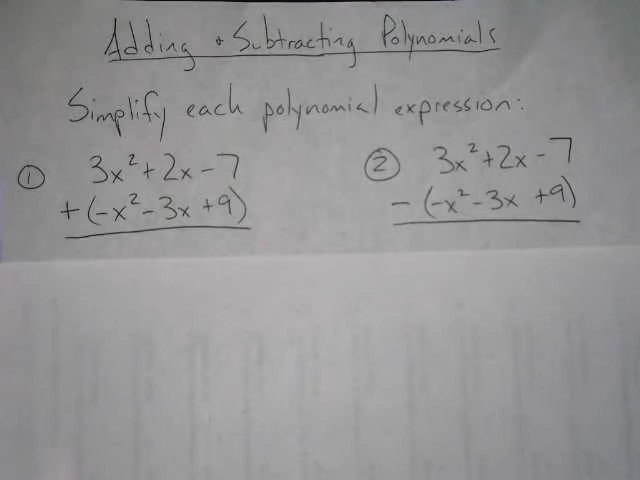 Adding + Subtracting Polynomials
Simplify each polynomial expression:
① 3x² + 2x - 7
+ (-x² - 3x + 9)
② 3x² + 2x - 7
- (-x² - 3x + 9)